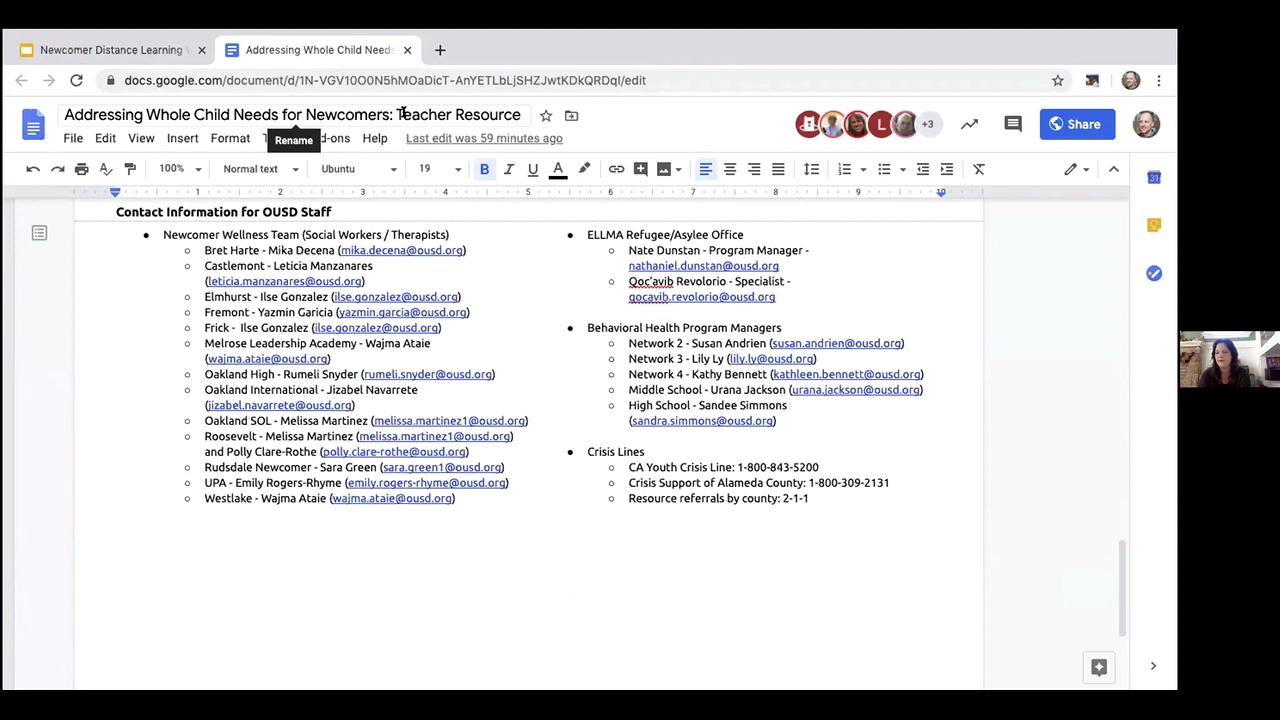 Newcomer Distance Learning
Addressing Whole Child Needs
docs.google.com/document/d/1N-VGV10O0N5hMOaDicT-AnYETLbLjSHZJwtKDkQRDqI/edit
Addressing Whole Child Needs for Newcomers: Teacher Resource
+3
Share
File Edit View Insert Format T d-ons Help Last edit was 59 minutes ago
Rename
100% Normal text Ubuntu 19 B I U A
1 2 3 4 5 6 7 8 9 10
31
Contact Information for OUSD Staff
● Newcomer Wellness Team (Social Workers / Therapists)
○ Bret Harte - Mika Decena (mika.decena@ousd.org)
○ Castlemont - Leticia Manzanares
(leticia.manzanares@ousd.org)
○ Elmhurst - Ilse Gonzalez (ilse.gonzalez@ousd.org)
○ Fremont - Yazmin Garicia (yazmin.garcia@ousd.org)
○ Frick - Ilse Gonzalez (ilse.gonzalez@ousd.org)
○ Melrose Leadership Academy - Wajma Ataie
(wajma.ataie@ousd.org)
○ Oakland High - Rumeli Snyder (rumeli.snyder@ousd.org)
○ Oakland International - Jizabel Navarrete
(jizabel.navarrete@ousd.org)
○ Oakland SOL - Melissa Martinez (melissa.martinez1@ousd.org)
○ Roosevelt - Melissa Martinez (melissa.martinez1@ousd.org)
and Polly Clare-Rothe (polly.clare-rothe@ousd.org)
○ Rudsdale Newcomer - Sara Green (sara.green1@ousd.org)
○ UPA - Emily Rogers-Rhyme (emily.rogers-rhyme@ousd.org)
○ Westlake - Wajma Ataie (wajma.ataie@ousd.org)
● ELLMA Refugee/Asylee Office
○ Nate Dunstan - Program Manager -
nathaniel.dunstan@ousd.org
○ Qoc'avib Revolorio - Specialist -
qocavib.revolorio@ousd.org
● Behavioral Health Program Managers
○ Network 2 - Susan Andrien (susan.andrien@ousd.org)
○ Network 3 - Lily Ly (lily.ly@ousd.org)
○ Network 4 - Kathy Bennett (kathleen.bennett@ousd.org)
○ Middle School - Urana Jackson (urana.jackson@ousd.org)
○ High School - Sandee Simmons
(sandra.simmons@ousd.org)
● Crisis Lines
○ CA Youth Crisis Line: 1-800-843-5200
○ Crisis Support of Alameda County: 1-800-309-2131
○ Resource referrals by county: 2-1-1